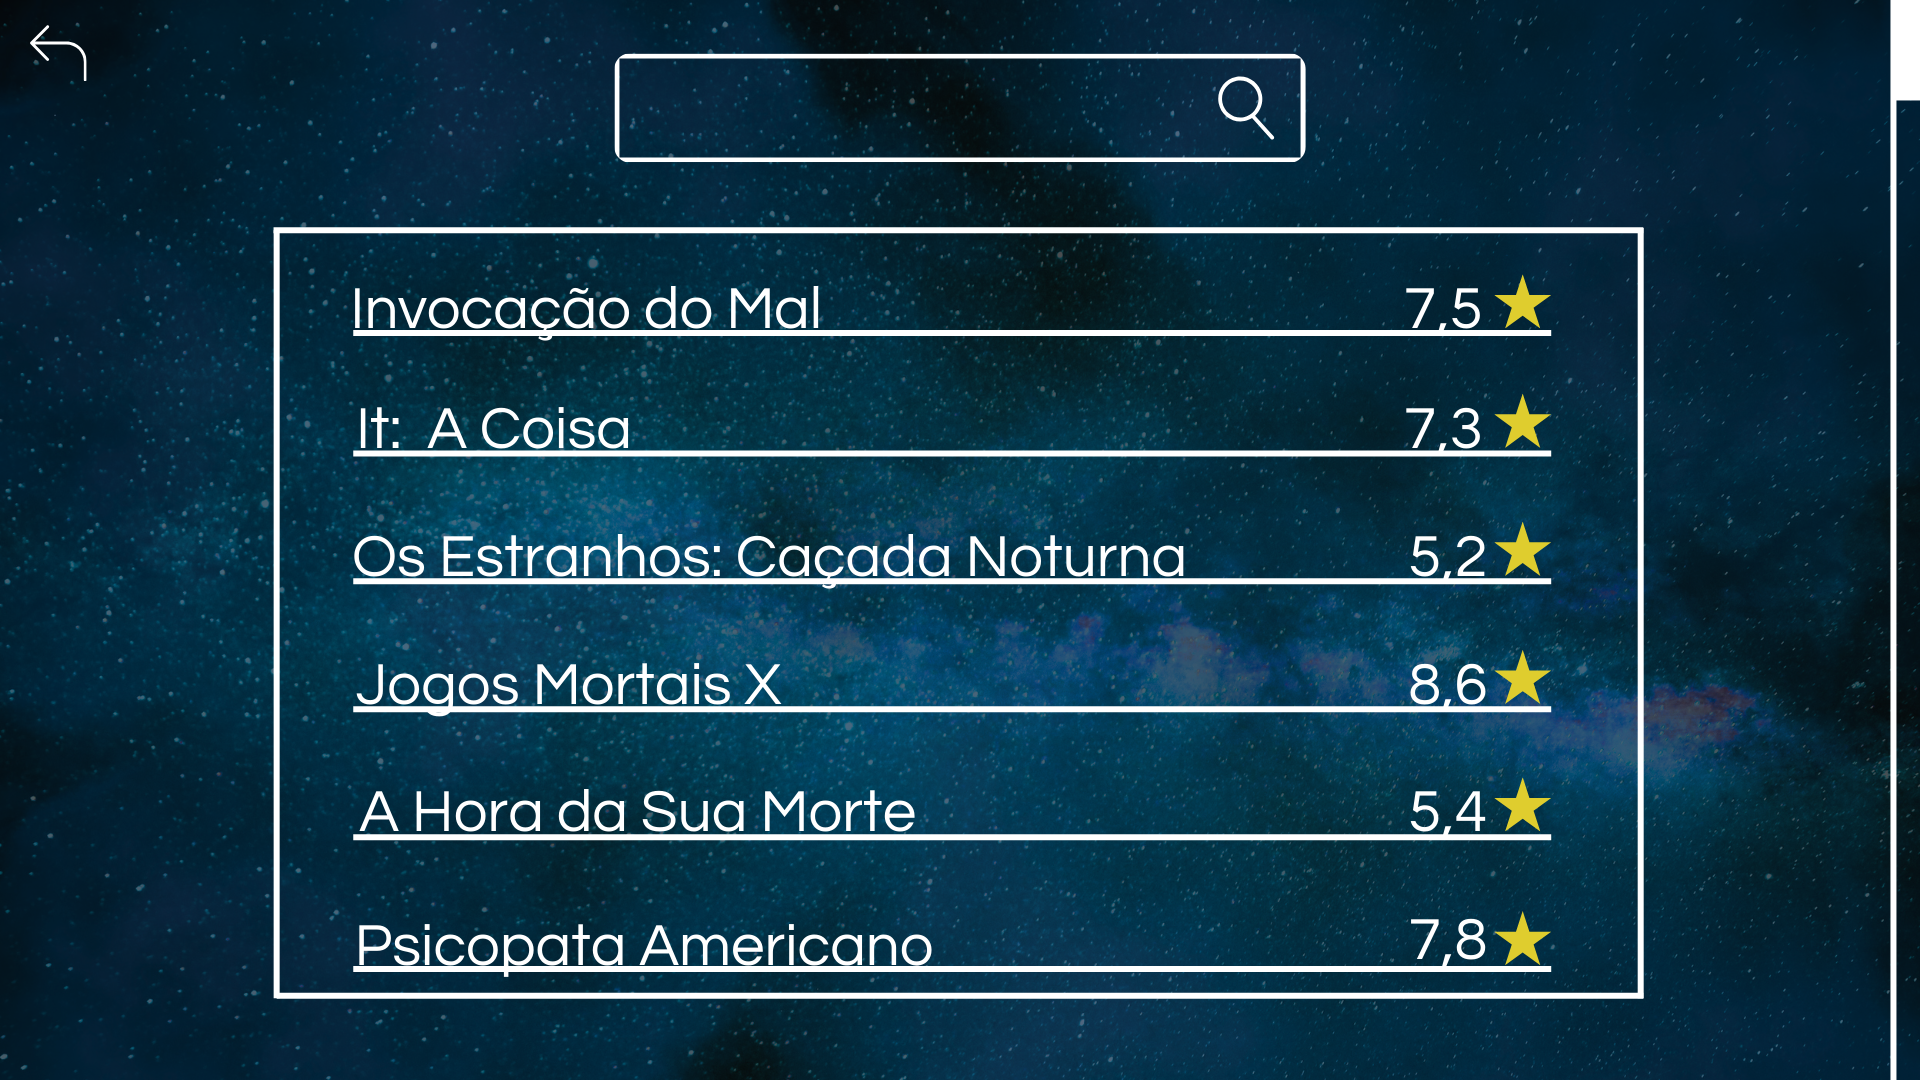 Invocação do Mal 7,5
It: A Coisa 7,3
Os Estranhos: Caçada Noturna 5,2
Jogos Mortais X 8,6
A Hora da Sua Morte 5,4
Psicopata Americano 7,8